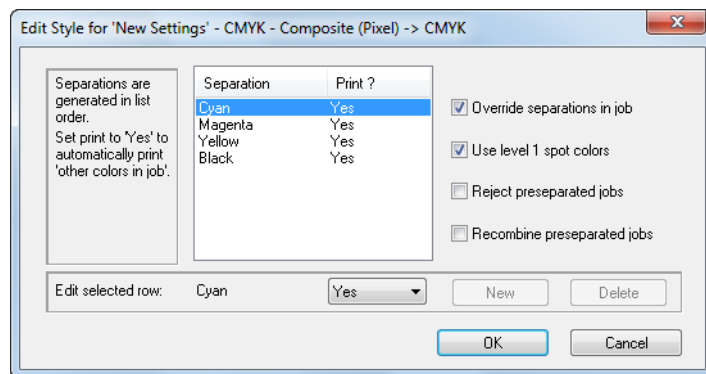 Edit Style for 'New Settings' - CMYK - Composite (Pixel) -> CMYK
Separations are
generated in list
order.
Set print to 'Yes' to
automatically print
'other colors in job'.
Separation Print ?
Cyan Yes
Magenta Yes
Yellow Yes
Black Yes
Override separations in job
Use level 1 spot colors
Reject preseparated jobs
Recombine preseparated jobs
Edit selected row: Cyan Yes New Delete
OK Cancel